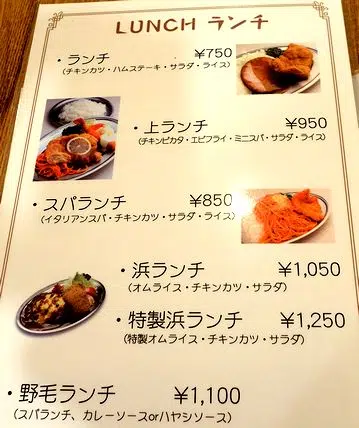 LUNCH ランチ
・ランチ ¥750
（チキンカツ・ハムステーキ・サラダ・ライス）
・上ランチ ¥950
（チキンピカタ・エビフライ・ミニスパ・サラダ・ライス）
・スパランチ ¥850
（イタリアンスパ・チキンカツ・サラダ・ライス）
・浜ランチ ¥1,050
（オムライス・チキンカツ・サラダ）
・特製浜ランチ ¥1,250
（特製オムライス・チキンカツ・サラダ）
・野毛ランチ ¥1,100
（スパランチ、カレーソースorハヤシソース）